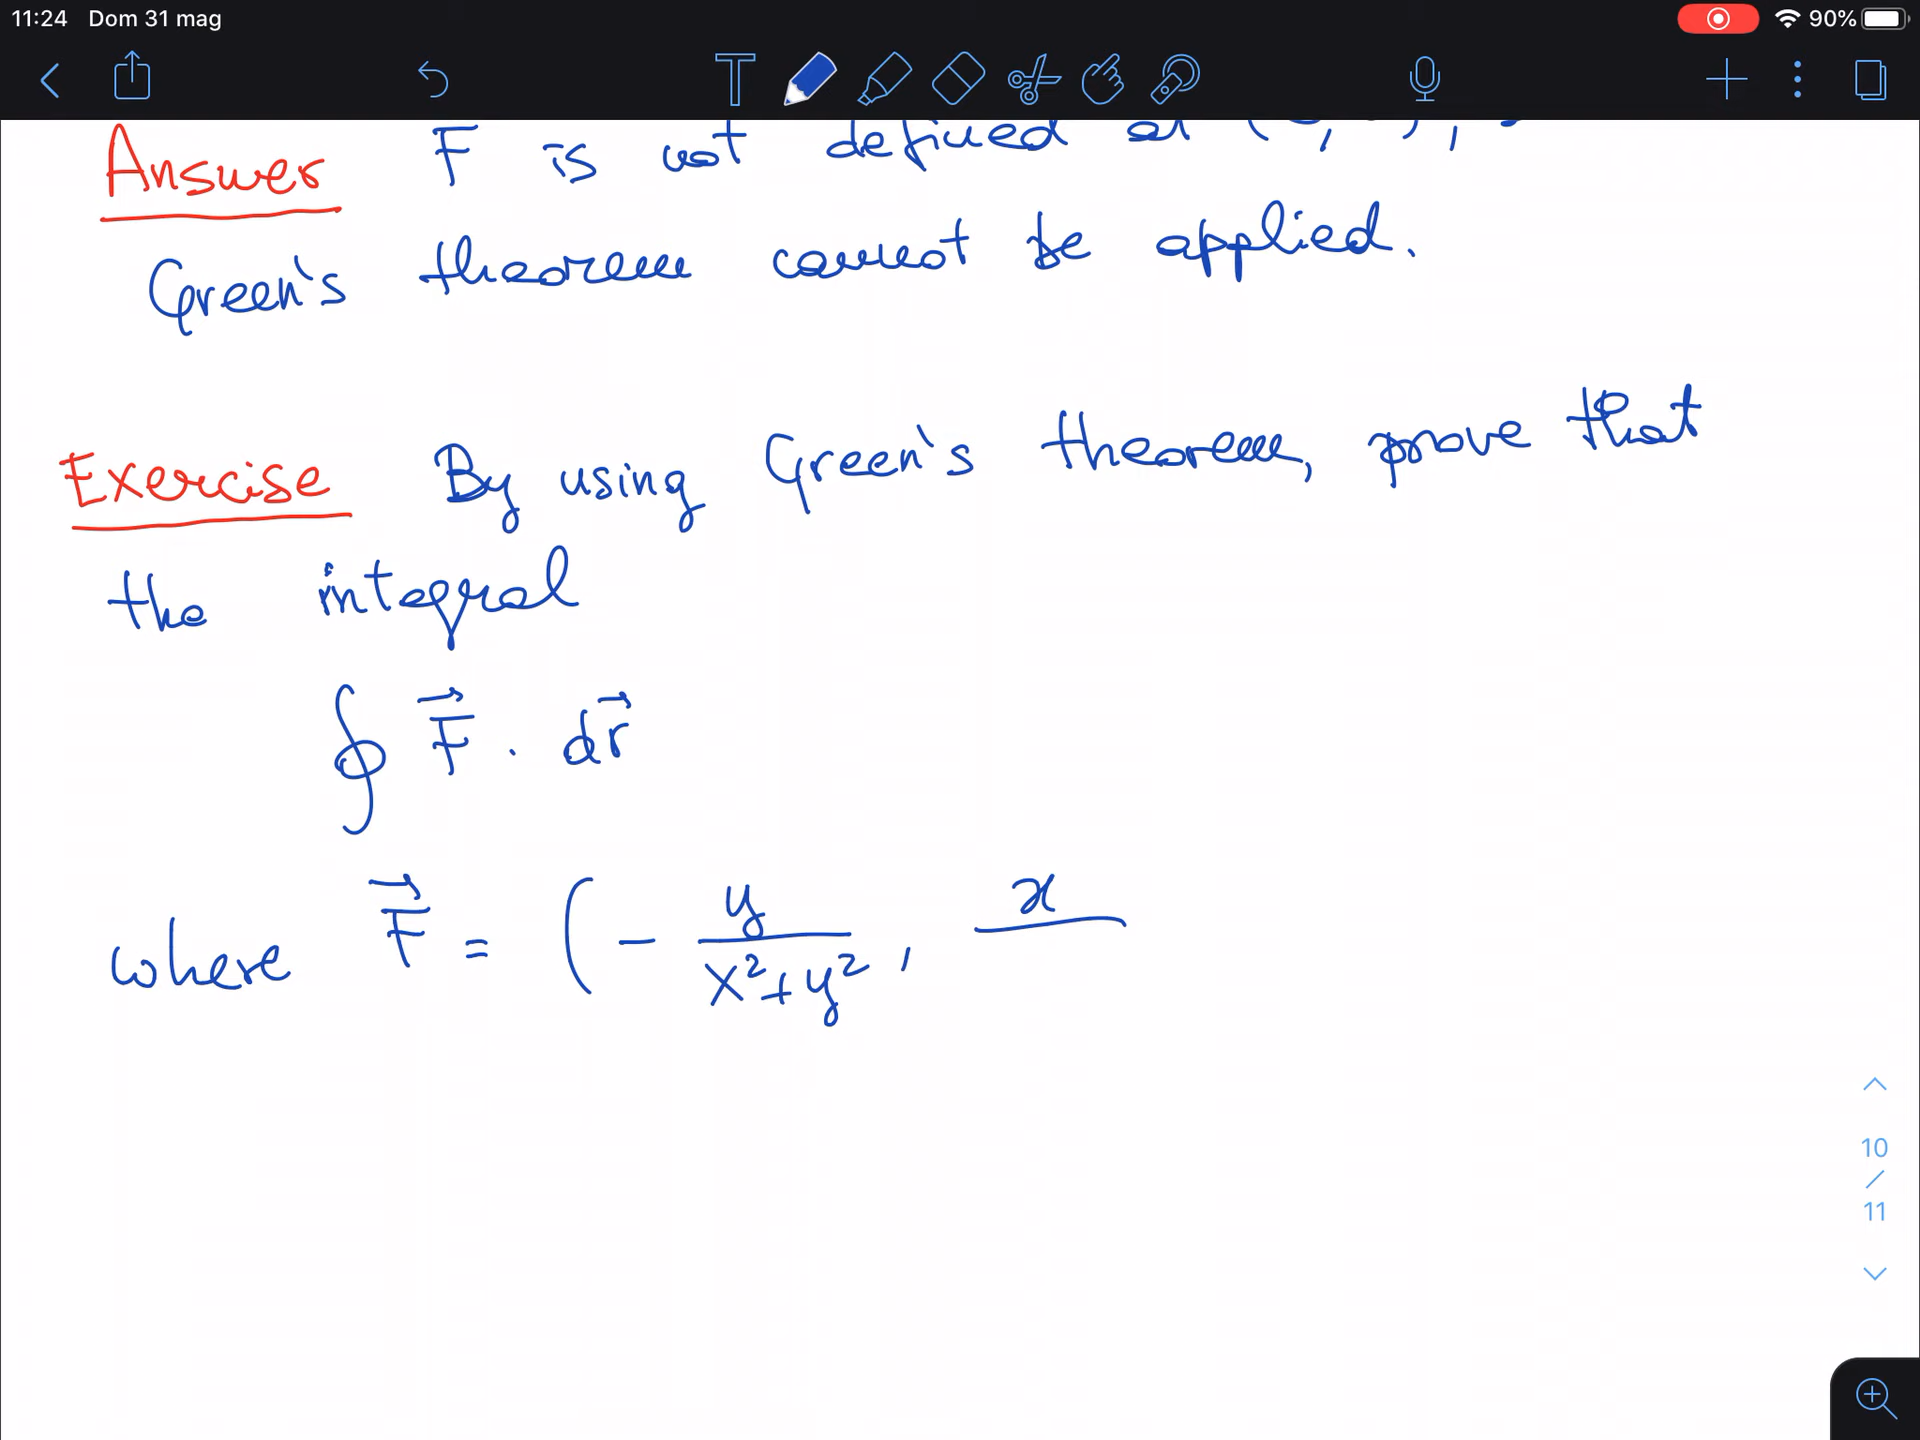 11:24 Dom 31 mag 90%
Answer F is not defined at
Green's theorem cannot be applied.
Exercise By using Green's theorem, prove that
the integral
∮ F⃗ · dr⃗
where F⃗ = ( - y/(x²+y²), x/
10
/
11